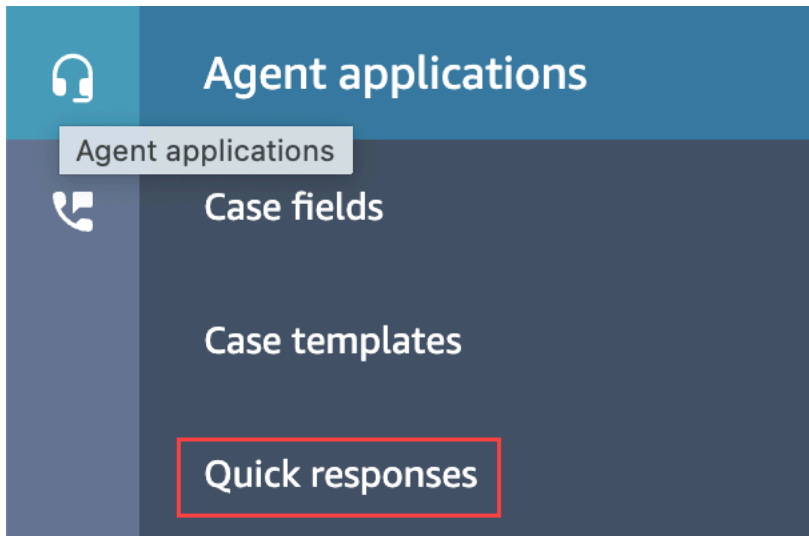 Agent applications
Agent applications
Case fields
Case templates
Quick responses